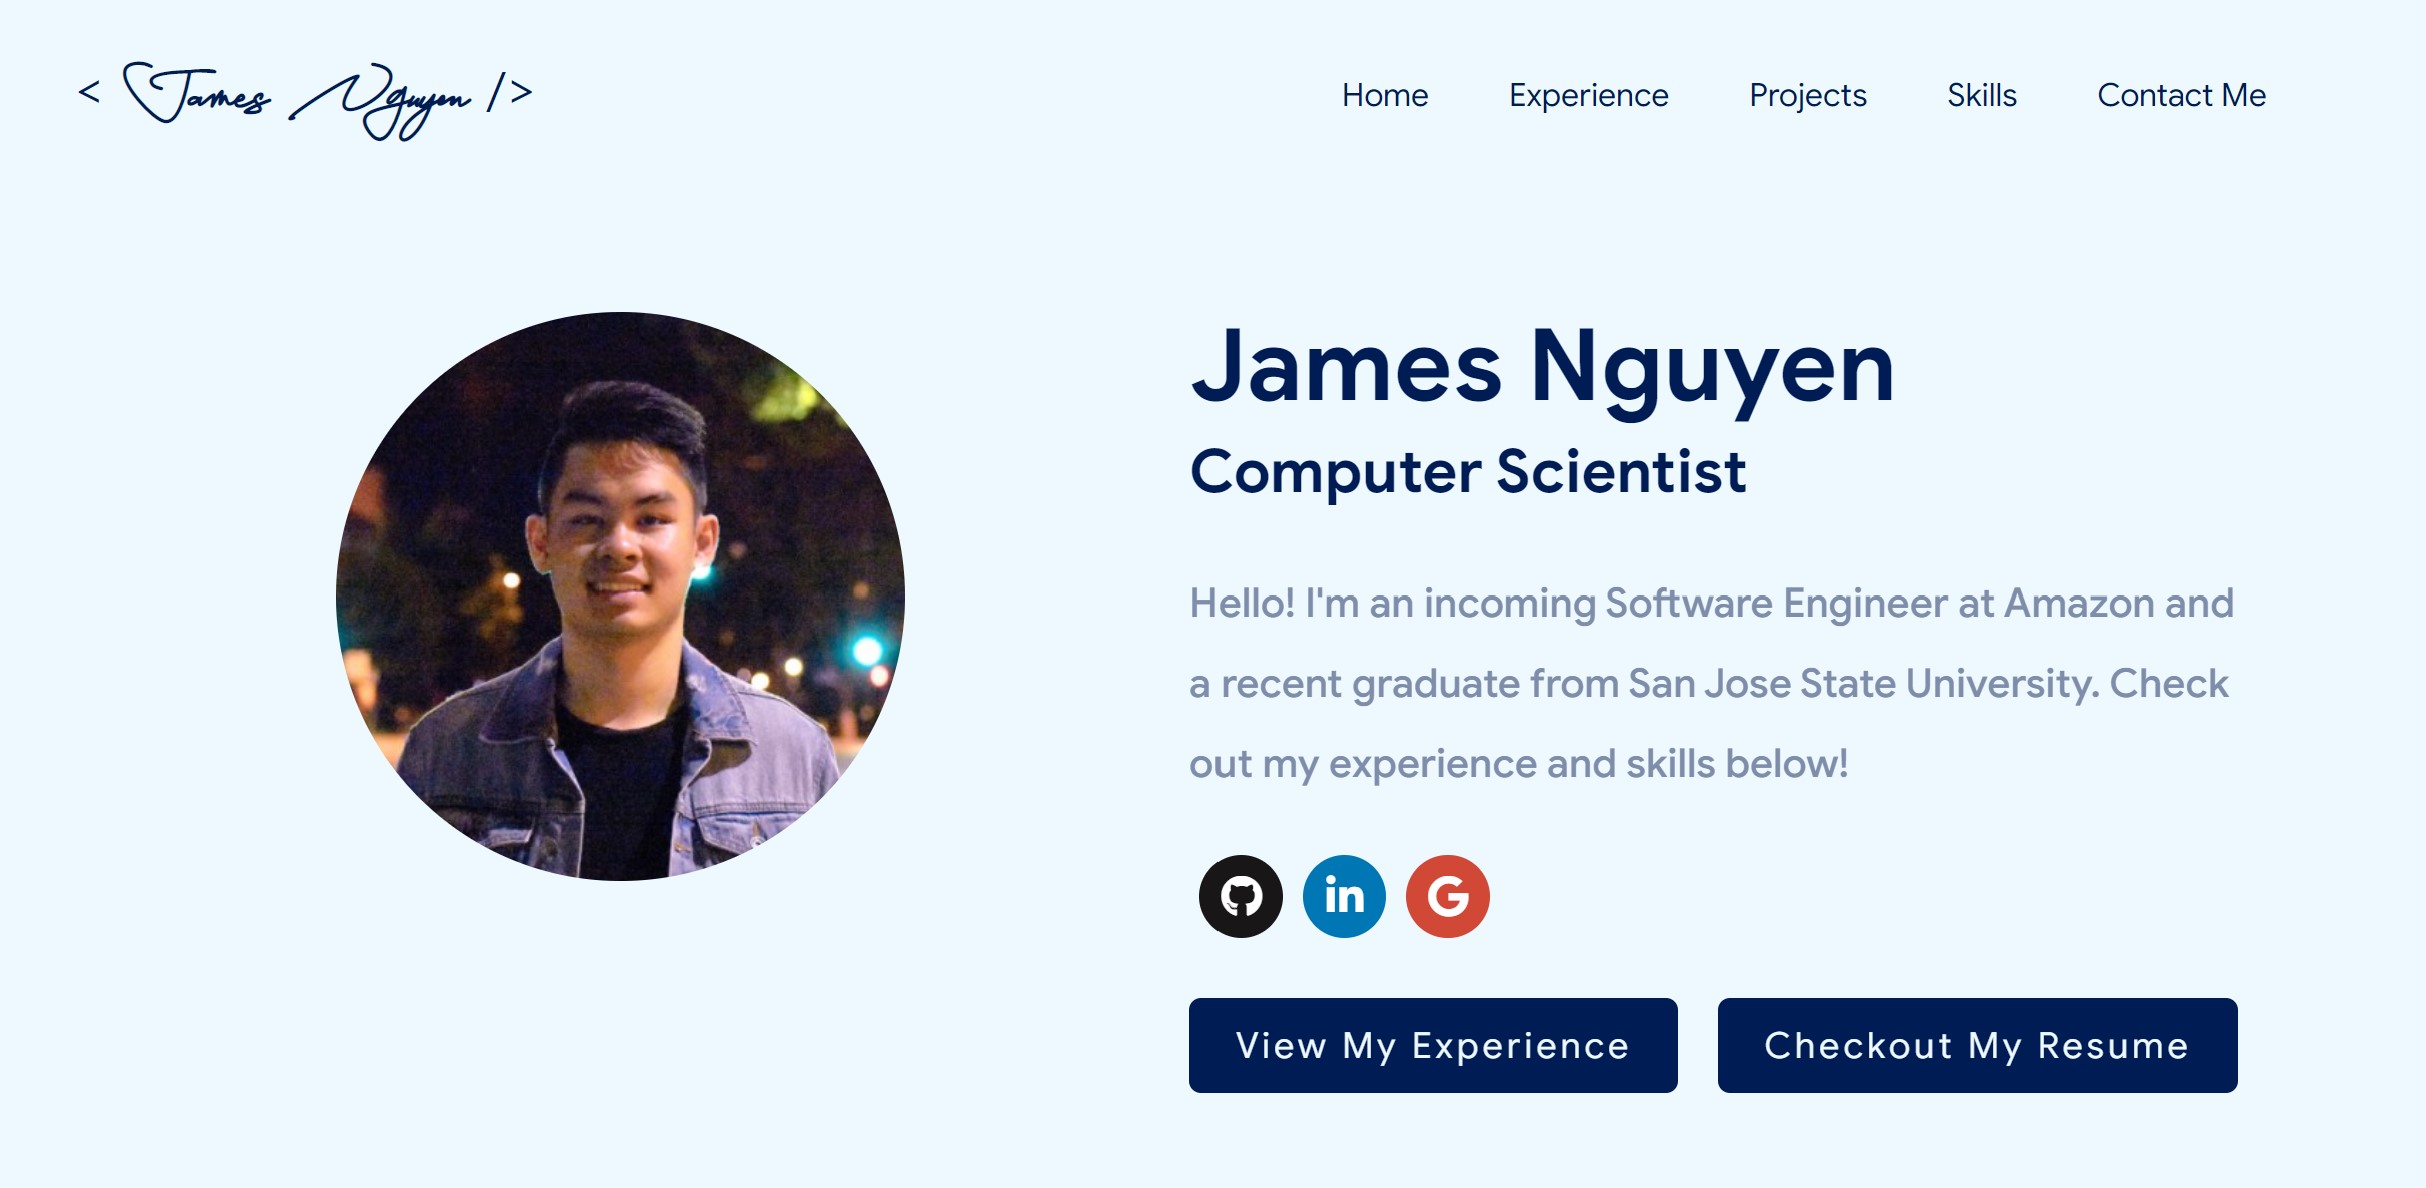 < James Nguyen />
Home Experience Projects Skills Contact Me
James Nguyen
Computer Scientist
Hello! I'm an incoming Software Engineer at Amazon and
a recent graduate from San Jose State University. Check
out my experience and skills below!
in G
View My Experience Checkout My Resume